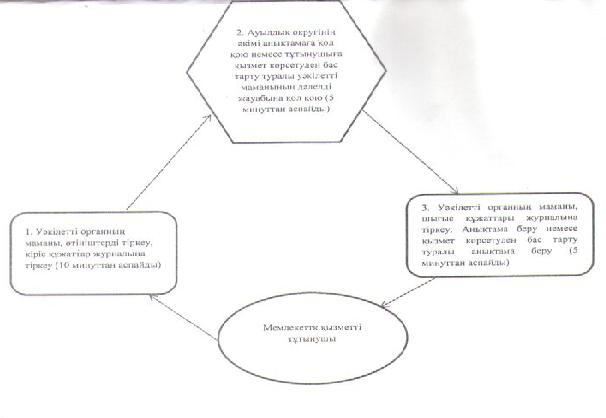 2. Ауылдық округінің
әкімі анықтамаға қол
қою немесе тұтынушыға
қызмет көрсетуден бас
тарту туралы уәкілетті
маманының дәлелді
жауабына қол қою (5
минуттан аспайды)
1. Уәкілетті органның
маманы, өтініштерді тіркеу,
кіріс құжаттар журналына
тіркеу (10 минуттан аспайды)
3. Уәкілетті органның маманы,
шығыс құжаттары журналына
тіркеу. Анықтама беру немесе
қызмет көрсетуден бас тарту
туралы анықтама беру (5
минуттан аспайды)
Мемлекеттк қызметті
тұтынушы